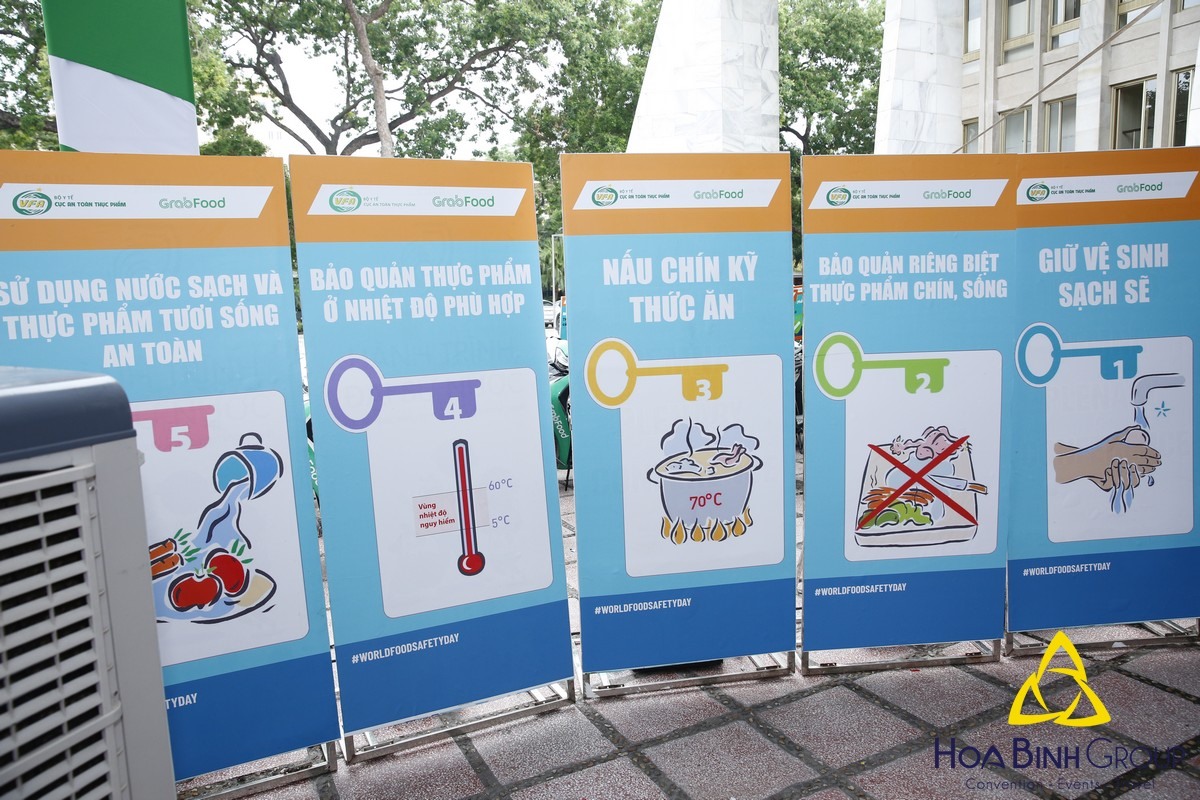 VFA
BỘ Y TẾ
CỤC AN TOÀN THỰC PHẨM
GrabFood
SỬ DỤNG NƯỚC SẠCH VÀ
THỰC PHẨM TƯƠI SỐNG
AN TOÀN
5
VFA
BỘ Y TẾ
CỤC AN TOÀN THỰC PHẨM
GrabFood
BẢO QUẢN THỰC PHẨM
Ở NHIỆT ĐỘ PHÙ HỢP
4
60°C
Vùng
nhiệt độ
nguy hiểm
5°C
#WORLDFOODSAFETYDAY
VFA
BỘ Y TẾ
CỤC AN TOÀN THỰC PHẨM
GrabFood
NẤU CHÍN KỸ
THỨC ĂN
3
70°C
#WORLDFOODSAFETYDAY
VFA
BỘ Y TẾ
CỤC AN TOÀN THỰC PHẨM
GrabFood
BẢO QUẢN RIÊNG BIỆT
THỰC PHẨM CHÍN, SỐNG
2
#WORLDFOODSAFETYDAY
VFA
BỘ Y TẾ
CỤC AN TOÀN THỰC PHẨM
GrabFood
GIỮ VỆ SINH
SẠCH SẼ
1
#WORLDFOODSAFETYDAY
GrabFood
HOA BINH GROUP
Convention - Events